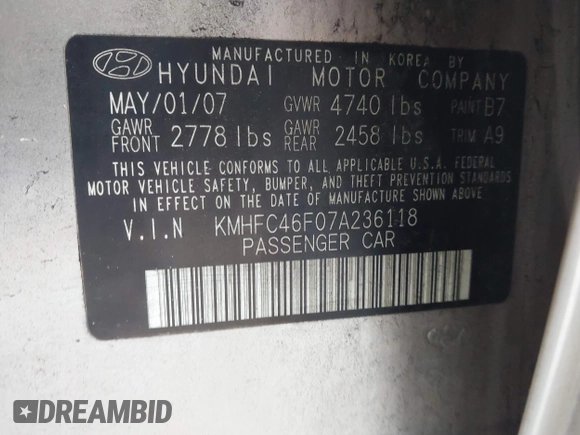 MANUFACTURED IN KOREA BY
HYUNDAI MOTOR COMPANY
MAY/01/07 GVWR 4740 lbs PAINT B7
GAWR FRONT 2778 lbs GAWR REAR 2458 lbs TRIM A9
THIS VEHICLE CONFORMS TO ALL APPLICABLE U.S.A. FEDERAL
MOTOR VEHICLE SAFETY, BUMPER, AND THEFT PREVENTION STANDARDS
IN EFFECT ON THE DATE OF MANUFACTURE SHOWN ABOVE.
V.I.N KMHFC46F07A236118
PASSENGER CAR
DREAMBID